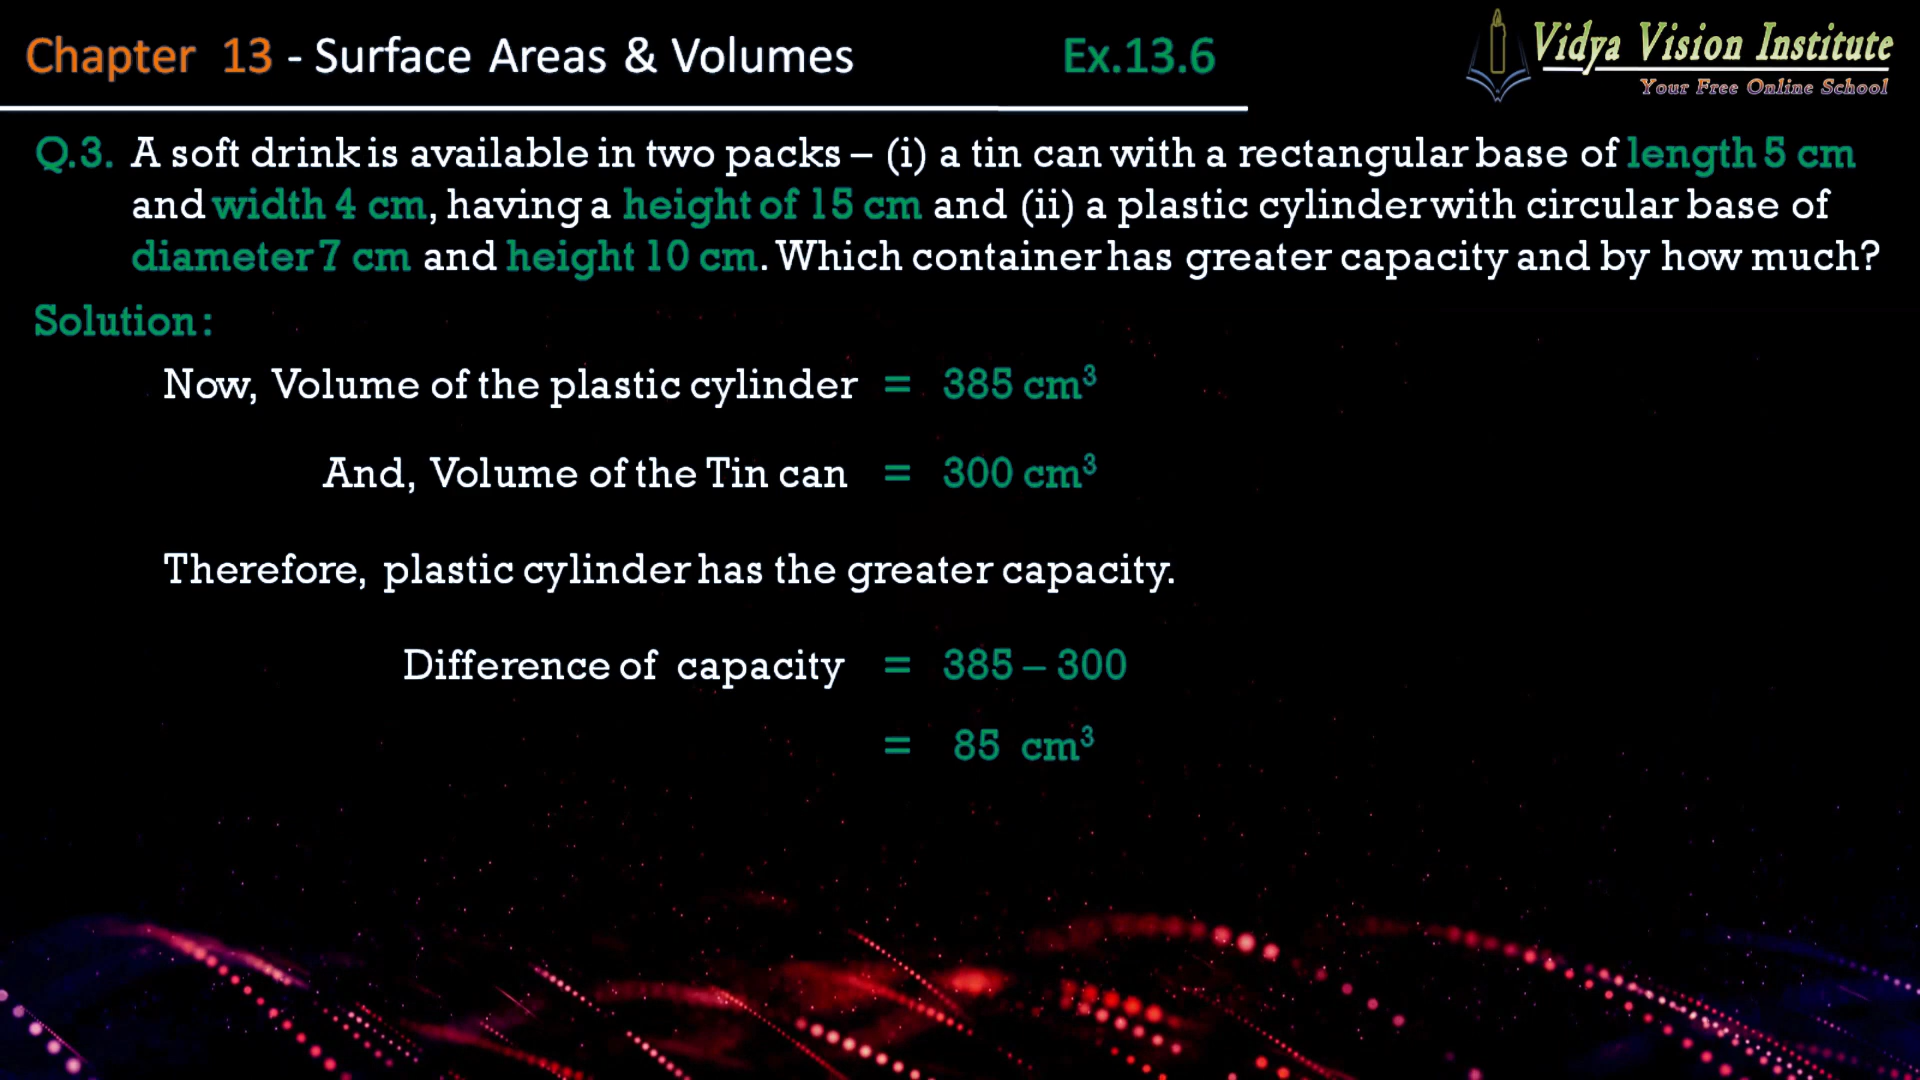 Chapter 13 - Surface Areas & Volumes Ex.13.6
Vidya Vision Institute
Your Free Online School
Q.3. A soft drink is available in two packs – (i) a tin can with a rectangular base of length 5 cm
and width 4 cm, having a height of 15 cm and (ii) a plastic cylinder with circular base of
diameter 7 cm and height 10 cm. Which container has greater capacity and by how much?
Solution:
Now, Volume of the plastic cylinder = 385 cm³
And, Volume of the Tin can = 300 cm³
Therefore, plastic cylinder has the greater capacity.
Difference of capacity = 385 – 300
= 85 cm³